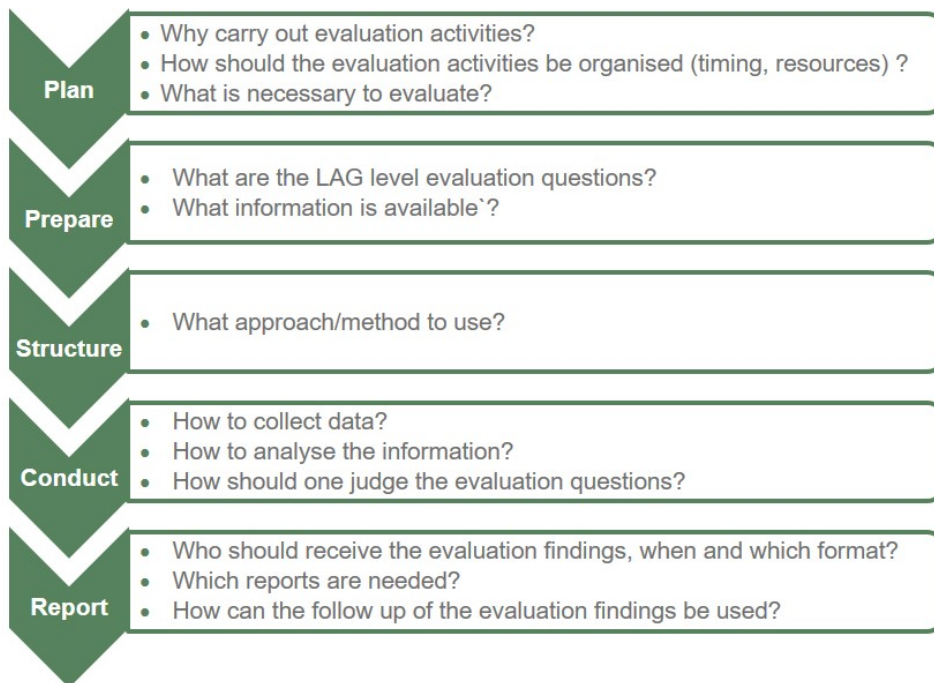 Plan
• Why carry out evaluation activities?
• How should the evaluation activities be organised (timing, resources) ?
• What is necessary to evaluate?
Prepare
• What are the LAG level evaluation questions?
• What information is available`?
Structure
• What approach/method to use?
Conduct
• How to collect data?
• How to analyse the information?
• How should one judge the evaluation questions?
Report
• Who should receive the evaluation findings, when and which format?
• Which reports are needed?
• How can the follow up of the evaluation findings be used?